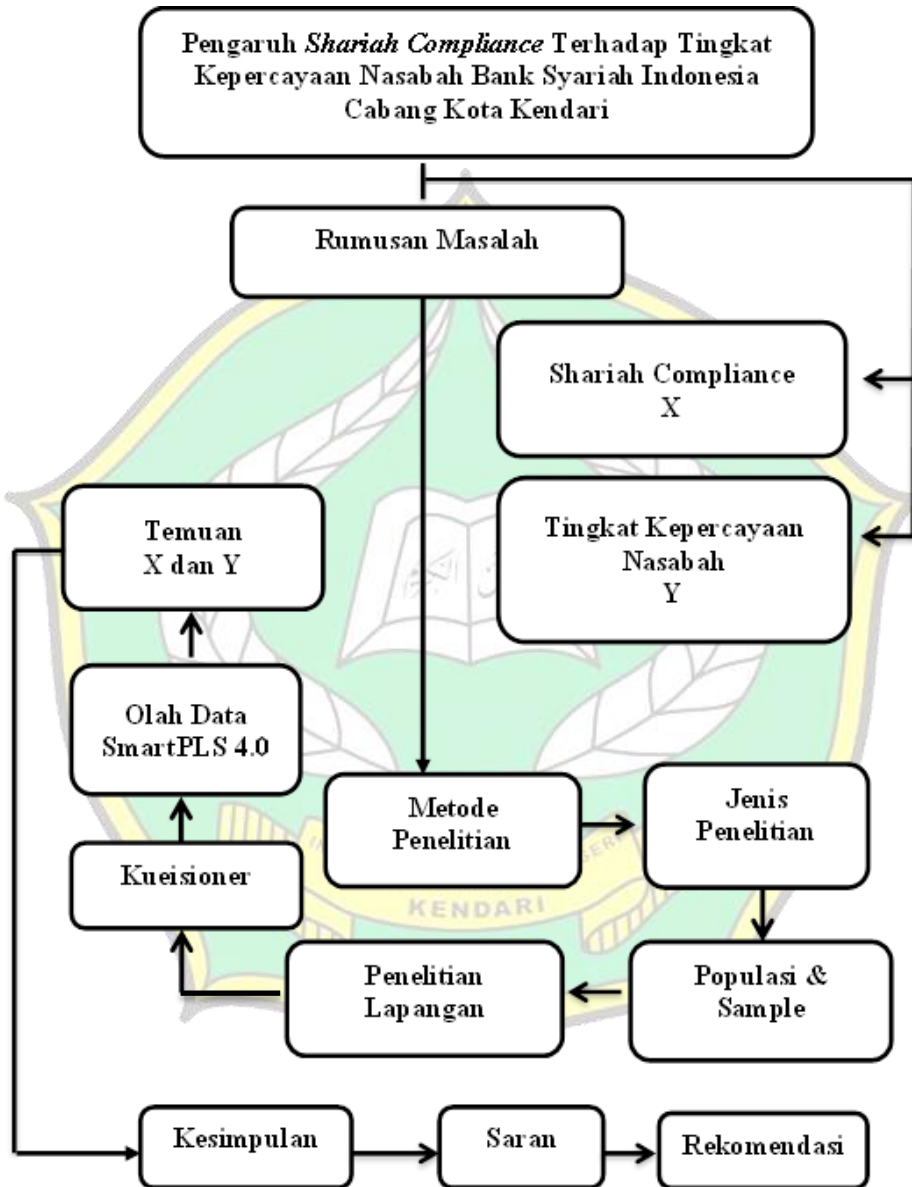 Pengaruh Shariah Compliance Terhadap Tingkat
Kepercayaan Nasabah Bank Syariah Indonesia
Cabang Kota Kendari
Rumusan Masalah
Shariah Compliance
X
Tingkat Kepercayaan
Nasabah
Y
Temuan
X dan Y
Olah Data
SmartPLS 4.0
Kueisioner
Metode
Penelitian
Jenis
Penelitian
KENDARI
Penelitian
Lapangan
Populasi &
Sample
Kesimpulan
Saran
Rekomendasi